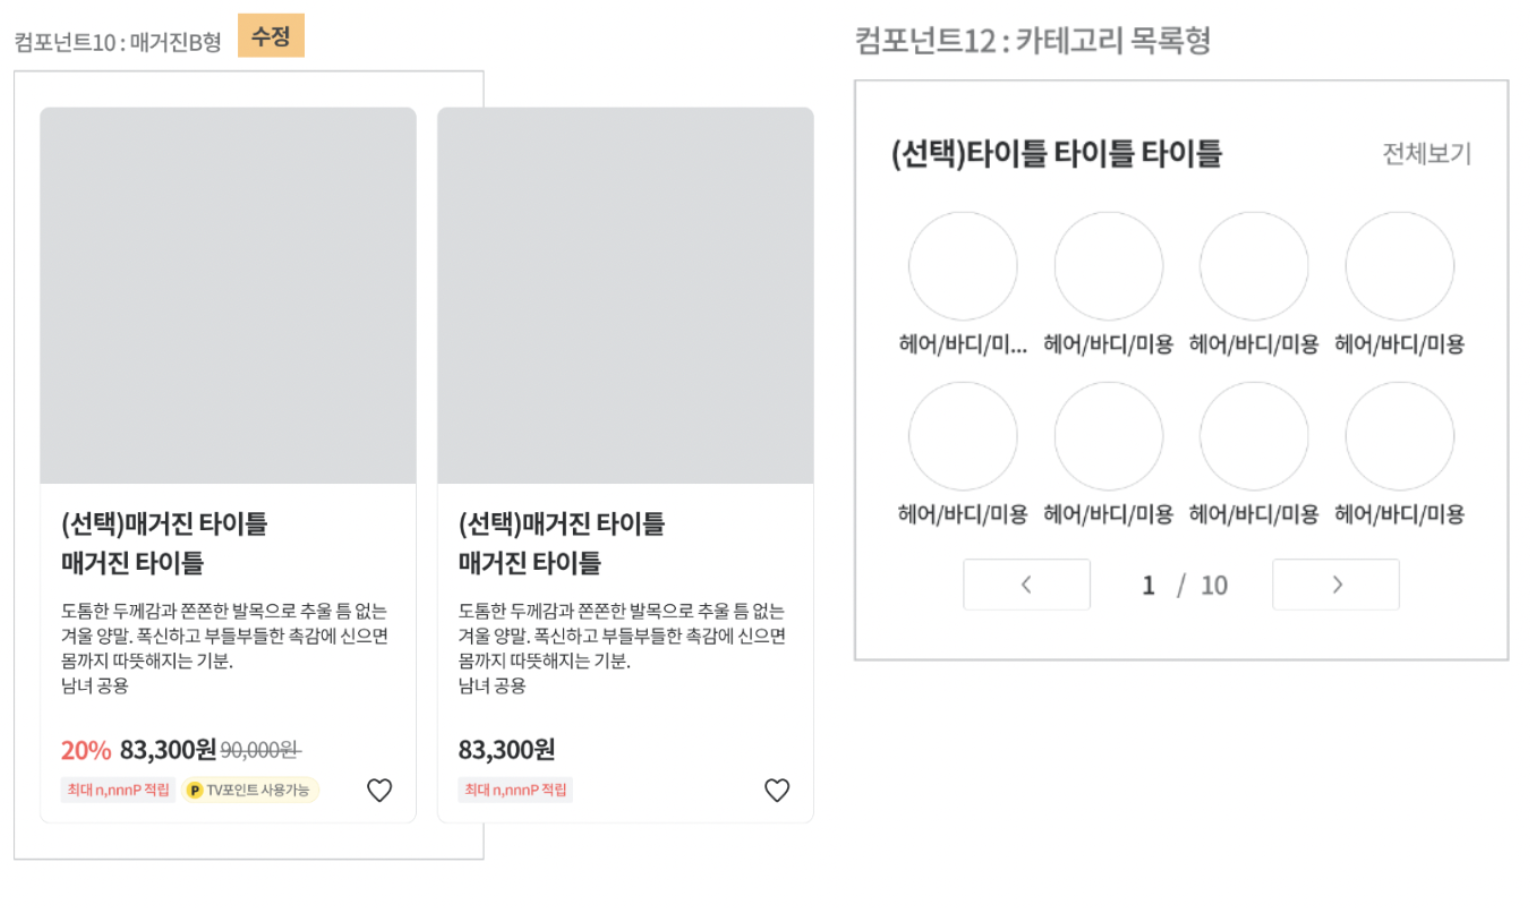 컴포넌트10 : 매거진B형
수정
(선택)매거진 타이틀
매거진 타이틀
도톰한 두께감과 쫀쫀한 발목으로 추울 틈 없는
겨울 양말. 폭신하고 부들부들한 촉감에 신으면
몸까지 따뜻해지는 기분.
남녀 공용
20% 83,300원 90,000원
최대 n,nnnP 적립
P TV포인트 사용가능
(선택)매거진 타이틀
매거진 타이틀
도톰한 두께감과 쫀쫀한 발목으로 추울 틈 없는
겨울 양말. 폭신하고 부들부들한 촉감에 신으면
몸까지 따뜻해지는 기분.
남녀 공용
83,300원
최대 n,nnnP 적립
컴포넌트12 : 카테고리 목록형
(선택)타이틀 타이틀 타이틀
전체보기
헤어/바디/미... 헤어/바디/미용 헤어/바디/미용 헤어/바디/미용
헤어/바디/미용 헤어/바디/미용 헤어/바디/미용 헤어/바디/미용
< 1 / 10 >